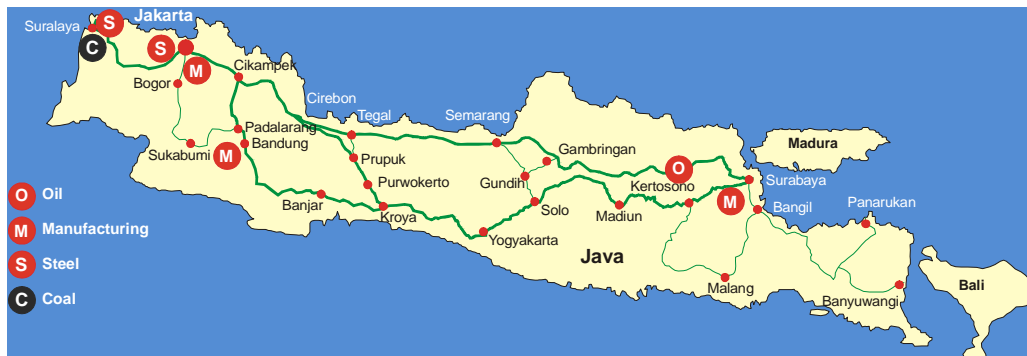 Jakarta
Suralaya
S
C
S
M
Cikampek
Bogor
Cirebon
Tegal
Semarang
Padalarang
Bandung
Sukabumi
M
Prupuk
Gambringan
O
Madura
Purwokerto
Gundih
Kertosono
Surabaya
O Oil
M Manufacturing
S Steel
C Coal
Banjar
Kroya
Solo
Madiun
M
Bangil
Panarukan
Yogyakarta
Java
Malang
Banyuwangi
Bali